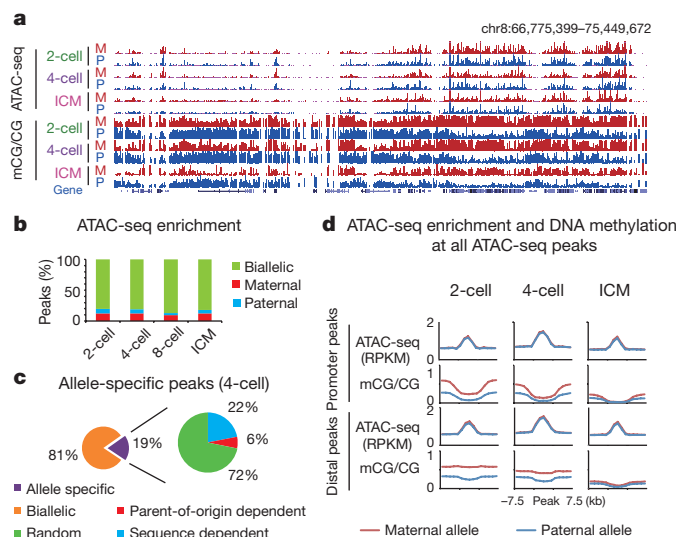 a
chr8:66,775,399–75,449,672
ATAC-seq
2-cell M
P
4-cell M
P
ICM M
P
mCG/CG
2-cell M
P
4-cell M
P
ICM M
P
Gene
b ATAC-seq enrichment
Peaks (%)
100
50
0
2-cell 4-cell 8-cell ICM
Biallelic
Maternal
Paternal
c Allele-specific peaks (4-cell)
81% 19%
22%
6%
72%
Allele specific
Biallelic
Random
Parent-of-origin dependent
Sequence dependent
d ATAC-seq enrichment and DNA methylation
at all ATAC-seq peaks
2-cell 4-cell ICM
Promoter peaks
ATAC-seq
(RPKM)
2
0
mCG/CG
1
0
Distal peaks
ATAC-seq
(RPKM)
2
0
mCG/CG
1
0
−7.5 Peak 7.5 (kb)
Maternal allele Paternal allele